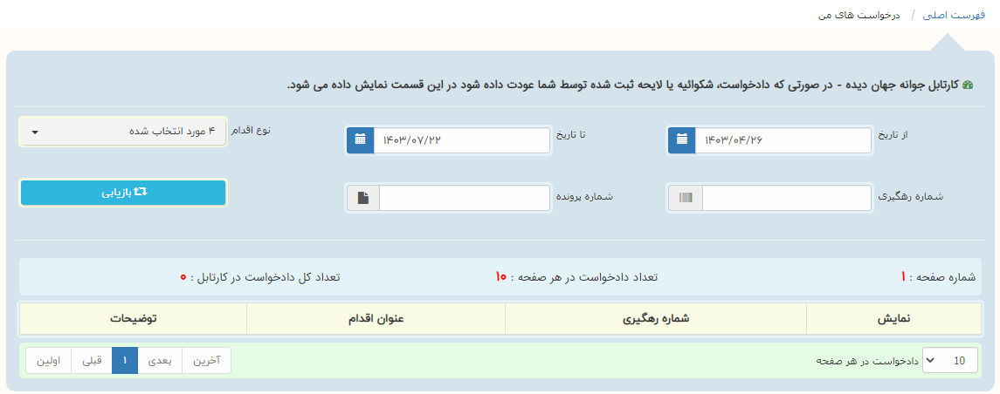 فهرست اصلی / درخواست های من
کارتابل جوانه جهان دیده - در صورتی که دادخواست، شکوائیه یا لایحه ثبت شده توسط شما عودت داده شود در این قسمت نمایش داده می شود.
از تاریخ ۱۴۰۳/۰۴/۲۶ تا تاریخ ۱۴۰۳/۰۷/۲۲ نوع اقدام ۴ مورد انتخاب شده
شماره رهگیری شماره پرونده بازیابی
شماره صفحه : ۱ تعداد دادخواست در هر صفحه : ۱۰ تعداد کل دادخواست در کارتابل : ۰
نمایش شماره رهگیری عنوان اقدام توضیحات
10 دادخواست در هر صفحه آخرین بعدی ۱ قبلی اولین